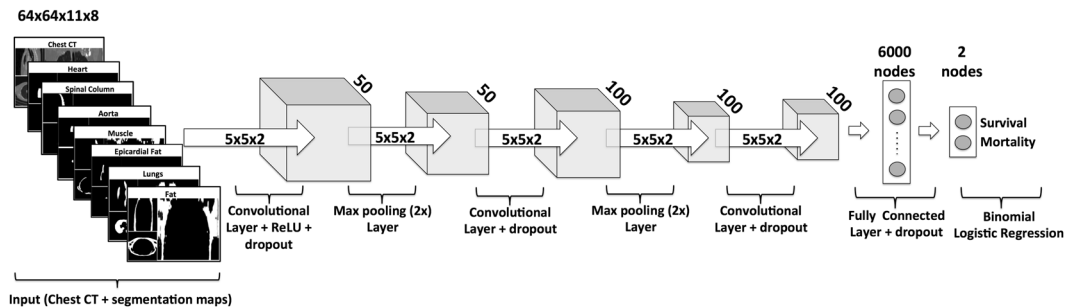 64x64x11x8
Chest CT
Heart
Spinal Column
Aorta
Muscle
Epicardial Fat
Lungs
Fat
Input (Chest CT + segmentation maps)
5x5x2
50
Convolutional
Layer + ReLU +
dropout
5x5x2
50
Max pooling (2x)
Layer
5x5x2
100
Convolutional
Layer + dropout
5x5x2
100
Max pooling (2x)
Layer
5x5x2
100
Convolutional
Layer + dropout
6000
nodes
Fully Connected
Layer + dropout
2
nodes
Survival
Mortality
Binomial
Logistic Regression